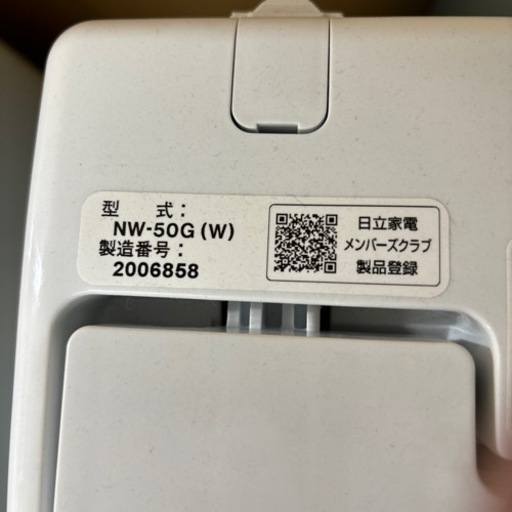 型 式：
NW-50G (W)
製造番号：
2006858
日立家電
メンバーズクラブ
製品登録